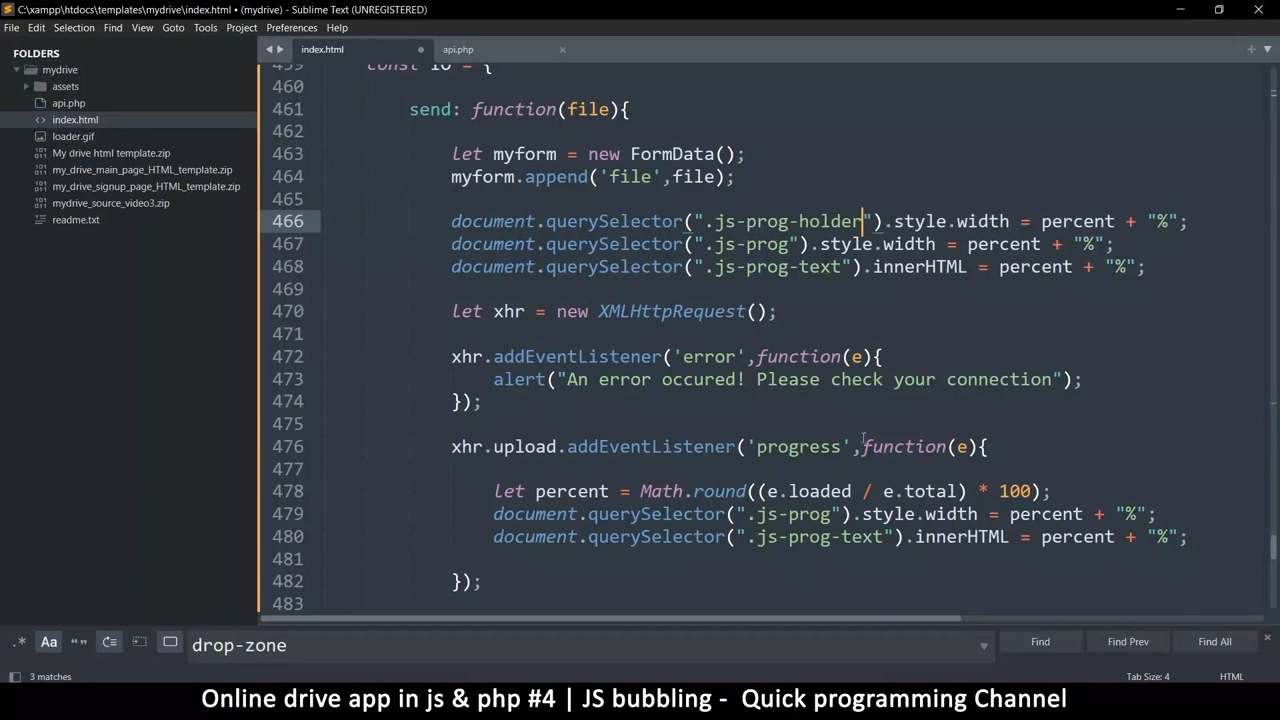 C:\xampp\htdocs\templates\mydrive\index.html • (mydrive) - Sublime Text (UNREGISTERED)
File Edit Selection Find View Goto Tools Project Preferences Help
FOLDERS
mydrive
assets
api.php
index.html
loader.gif
My drive html template.zip
my_drive_main_page_HTML_template.zip
my_drive_signup_page_HTML_template.zip
mydrive_source_video3.zip
readme.txt
index.html api.php
459 const IO = {
460
461 send: function(file){
462
463 let myform = new FormData();
464 myform.append('file',file);
465
466 document.querySelector(".js-prog-holder").style.width = percent + "%";
467 document.querySelector(".js-prog").style.width = percent + "%";
468 document.querySelector(".js-prog-text").innerHTML = percent + "%";
469
470 let xhr = new XMLHttpRequest();
471
472 xhr.addEventListener('error',function(e){
473 alert("An error occured! Please check your connection");
474 });
475
476 xhr.upload.addEventListener('progress',function(e){
477
478 let percent = Math.round((e.loaded / e.total) * 100);
479 document.querySelector(".js-prog").style.width = percent + "%";
480 document.querySelector(".js-prog-text").innerHTML = percent + "%";
481
482 });
483
.* Aa “” drop-zone Find Find Prev Find All
3 matches Tab Size: 4 HTML
Online drive app in js & php #4 | JS bubbling - Quick programming Channel